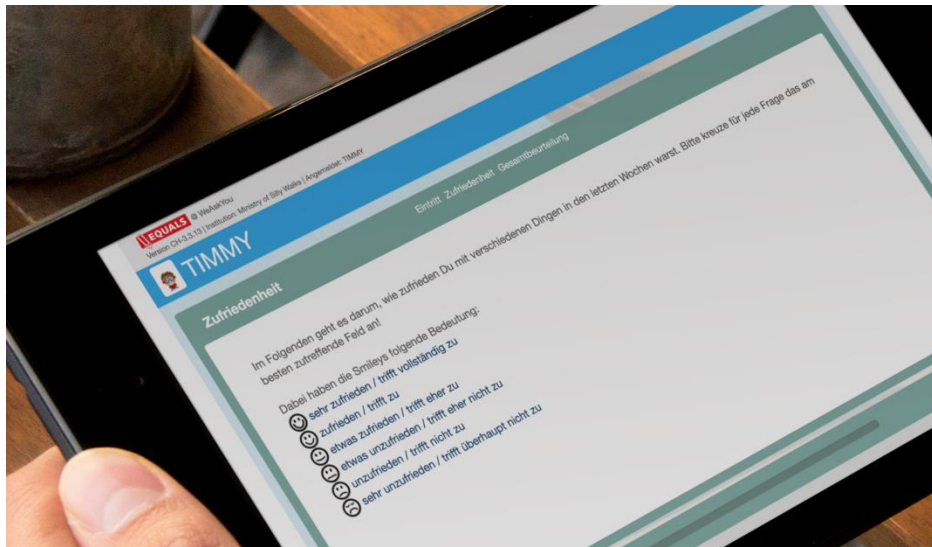 EQUALS @ WeAskYou
Version CH-3.3.13 | Institution: Ministry of Silly Walks | Angemeldet: TIMMY
TIMMY
Eintritt Zufriedenheit Gesamtbeurteilung
Zufriedenheit
Im Folgenden geht es darum, wie zufrieden Du mit verschiedenen Dingen in den letzten Wochen warst. Bitte kreuze für jede Frage das am
besten zutreffende Feld an!
Dabei haben die Smileys folgende Bedeutung:
sehr zufrieden / trifft vollständig zu
zufrieden / trifft zu
etwas zufrieden / trifft eher zu
etwas unzufrieden / trifft eher nicht zu
unzufrieden / trifft nicht zu
sehr unzufrieden / trifft überhaupt nicht zu